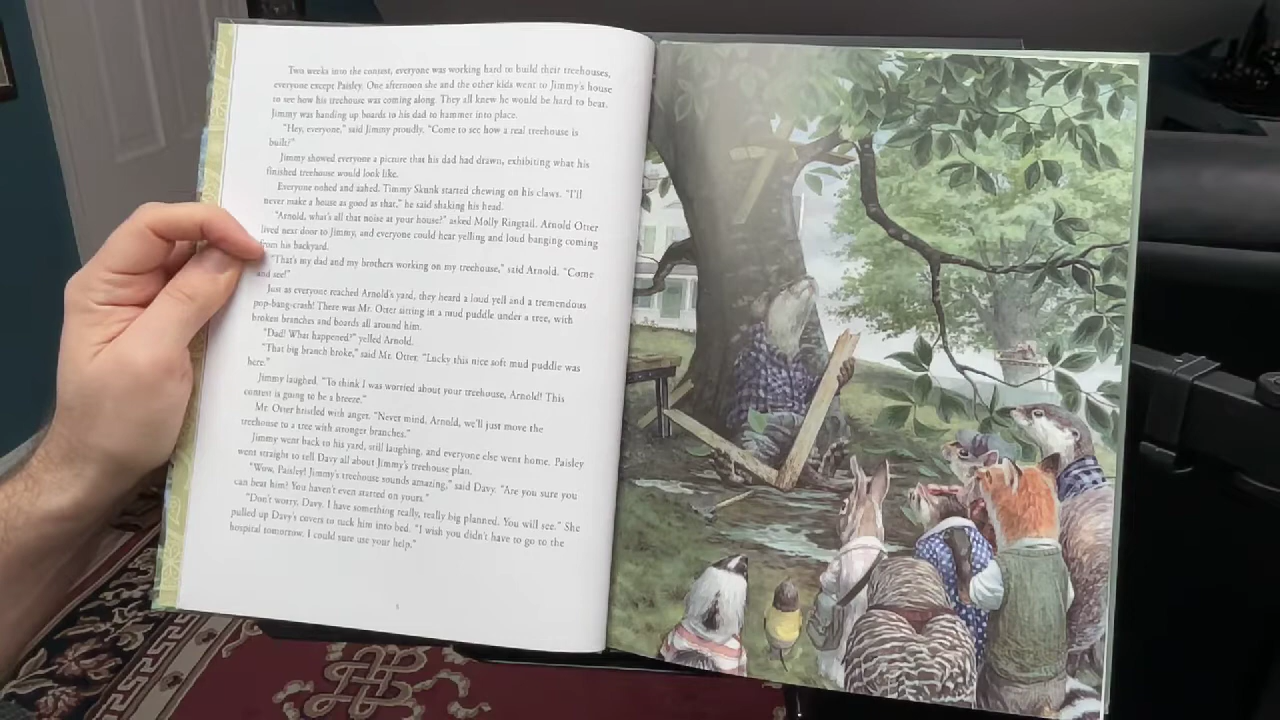 Two weeks into the contest, everyone was working hard to build their treehouses,
everyone except Paisley. One afternoon she and the other kids went to Jimmy's house
to see how his treehouse was coming along. They all knew he would be hard to beat.
Jimmy was handing up boards to his dad to hammer into place.
"Hey, everyone," said Jimmy proudly. "Come to see how a real treehouse is
built?"
Jimmy showed everyone a picture that his dad had drawn, exhibiting what his
finished treehouse would look like.
Everyone oohed and aahed. Timmy Skunk started chewing on his claws. "I'll
never make a house as good as that," he said shaking his head.
"Arnold, what's all that noise at your house?" asked Molly Ringtail. Arnold Otter
lived next door to Jimmy, and everyone could hear yelling and loud banging coming
from his backyard.
"That's my dad and my brothers working on my treehouse," said Arnold. "Come
and see!"
Just as everyone reached Arnold's yard, they heard a loud yell and a tremendous
pop-bang-crash! There was Mr. Otter sitting in a mud puddle under a tree, with
broken branches and boards all around him.
"Dad! What happened?" yelled Arnold.
"That big branch broke," said Mr. Otter. "Lucky this nice soft mud puddle was
here."
Jimmy laughed. "To think I was worried about your treehouse, Arnold! This
contest is going to be a breeze."
Mr. Otter bristled with anger. "Never mind, Arnold, we'll just move the
treehouse to a tree with stronger branches."
Jimmy went back to his yard, still laughing, and everyone else went home. Paisley
went straight to tell Davy all about Jimmy's treehouse plan.
"Wow, Paisley! Jimmy's treehouse sounds amazing," said Davy. "Are you sure you
can beat him? You haven't even started on yours."
"Don't worry, Davy. I have something really, really big planned. You will see." She
pulled up Davy's covers to tuck him into bed. "I wish you didn't have to go to the
hospital tomorrow. I could sure use your help."